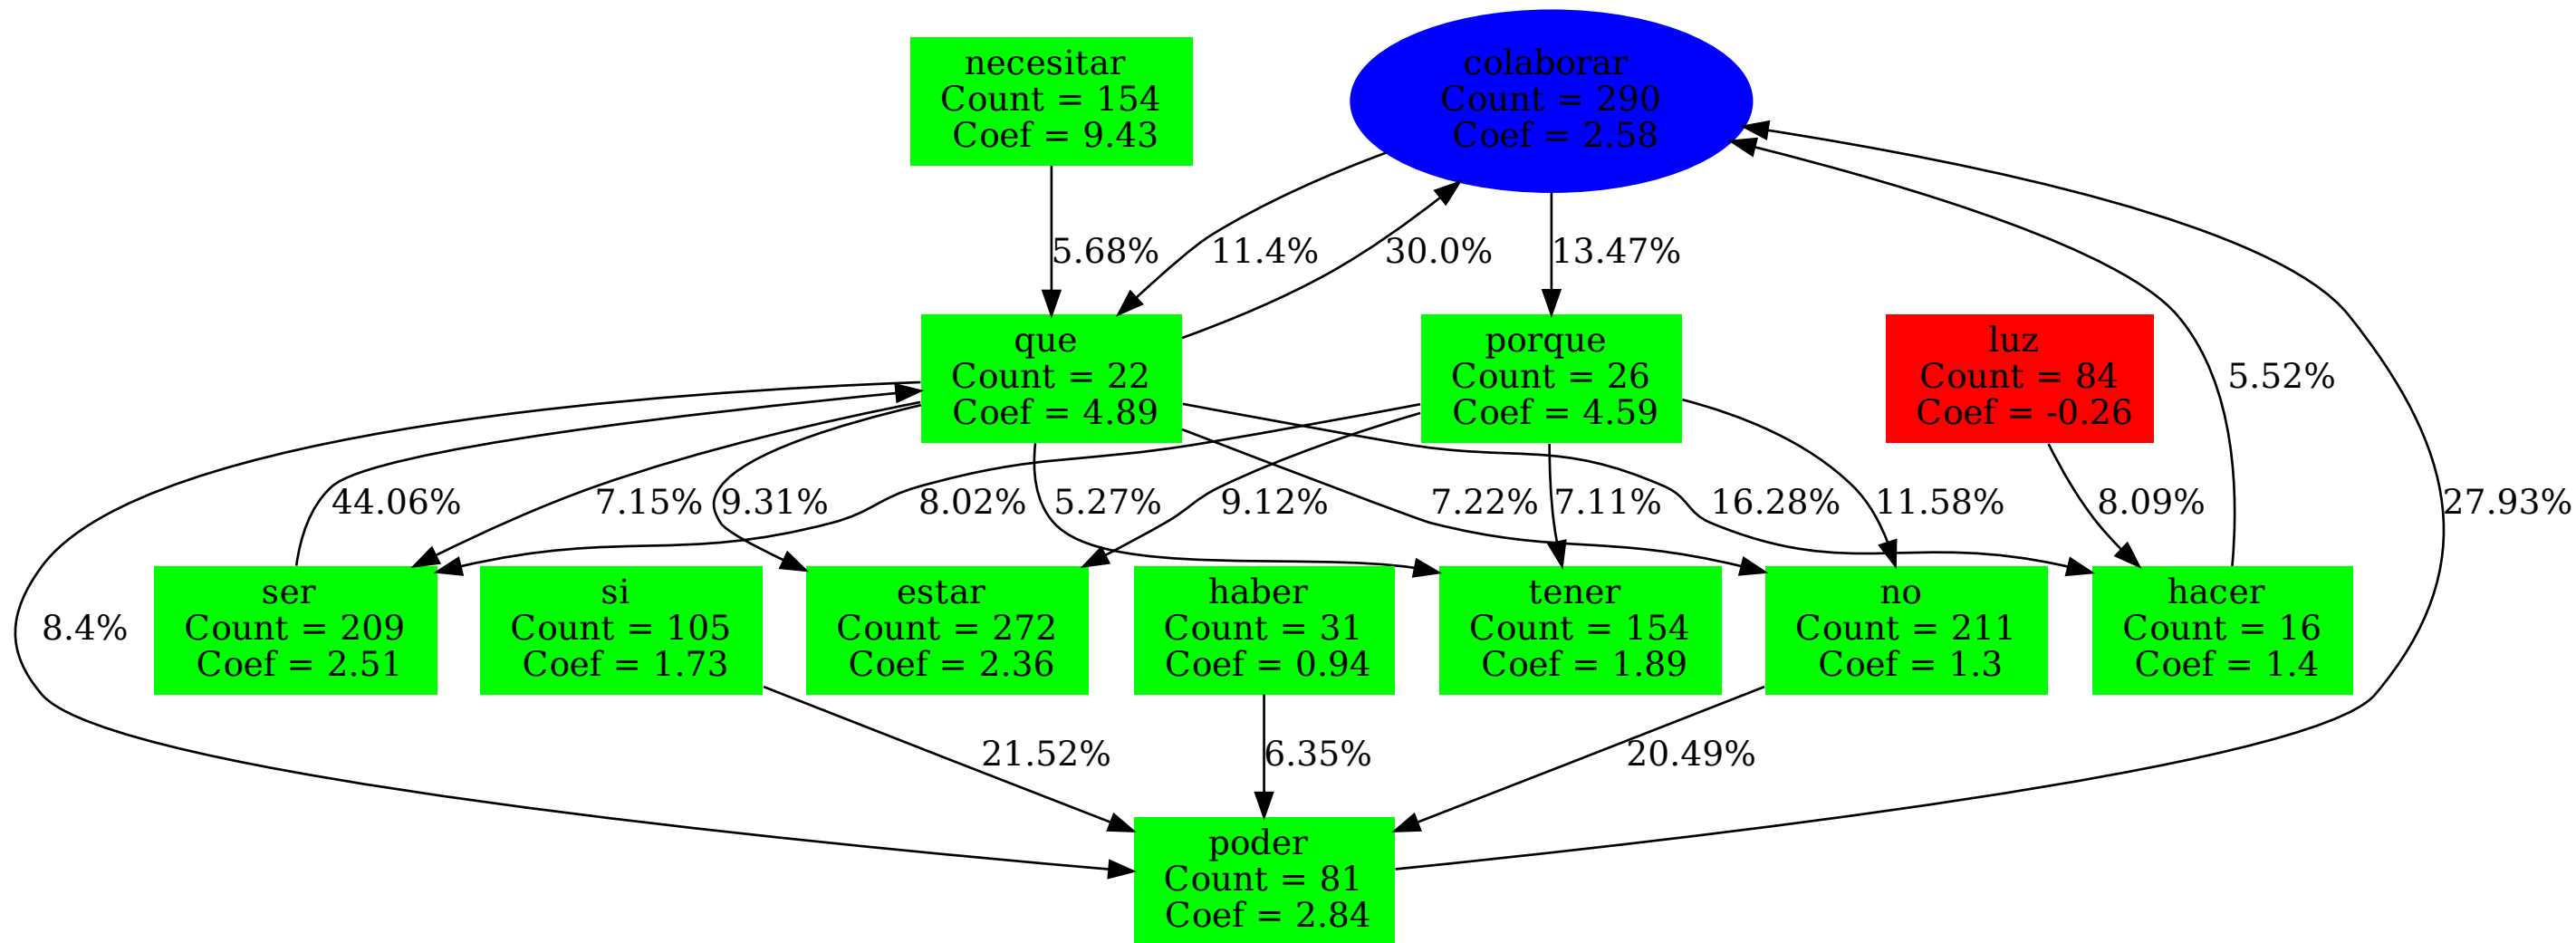 necesitar
Count = 154
Coef = 9.43
colaborar
Count = 290
Coef = 2.58
5.68%
11.4%
30.0%
13.47%
que
Count = 22
Coef = 4.89
porque
Count = 26
Coef = 4.59
luz
Count = 84
Coef = -0.26
5.52%
44.06%
7.15%
9.31%
8.02%
5.27%
9.12%
7.22%
7.11%
16.28%
11.58%
8.09%
27.93%
8.4%
ser
Count = 209
Coef = 2.51
si
Count = 105
Coef = 1.73
estar
Count = 272
Coef = 2.36
haber
Count = 31
Coef = 0.94
tener
Count = 154
Coef = 1.89
no
Count = 211
Coef = 1.3
hacer
Count = 16
Coef = 1.4
21.52%
6.35%
20.49%
poder
Count = 81
Coef = 2.84